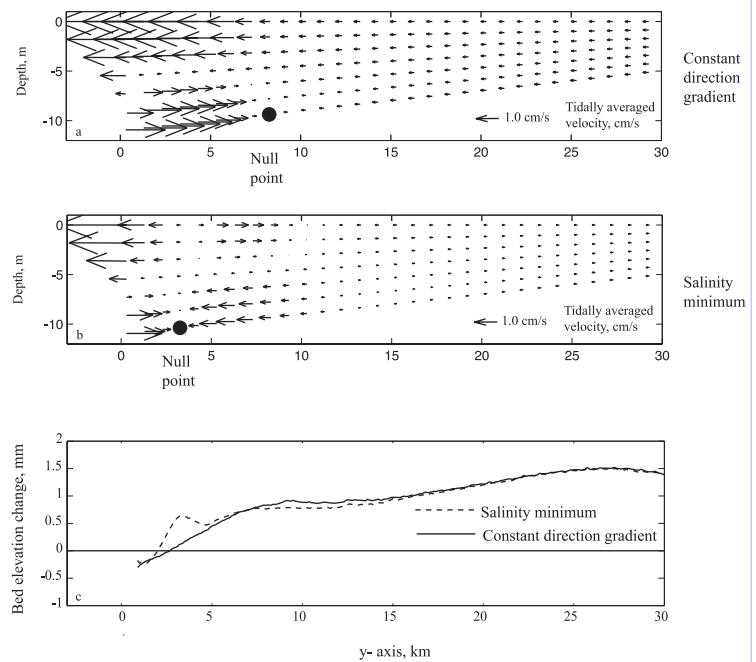 0
-5
-10
Depth, m
a
1.0 cm/s
Tidally averaged
velocity, cm/s
0
5
10
15
20
25
30
Null
point
Constant
direction
gradient
0
-5
-10
Depth, m
b
1.0 cm/s
Tidally averaged
velocity, cm/s
0
5
10
15
20
25
30
Null
point
Salinity
minimum
2
1.5
1
0.5
0
-0.5
-1
Bed elevation change, mm
c
Salinity minimum
Constant direction gradient
0
5
10
15
20
25
30
y- axis, km